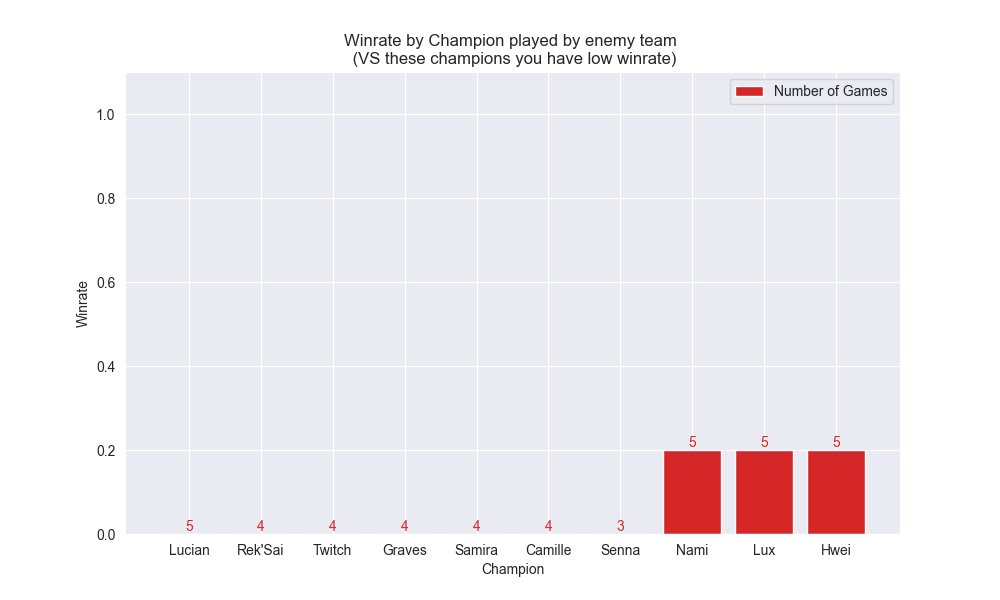 Winrate by Champion played by enemy team
(VS these champions you have low winrate)
Number of Games
1.0
0.8
0.6
0.4
0.2
0.0
Winrate
5 4 4 4 4 4 3 5 5 5
Lucian Rek'Sai Twitch Graves Samira Camille Senna Nami Lux Hwei
Champion